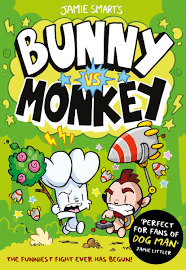 JAMIE SMART'S
BUNNY
VS
MONKEY
'PERFECT
FOR FANS OF
DOG MAN'
JAMIE LITTLER
THE FUNNIEST FIGHT EVER HAS BEGUN!